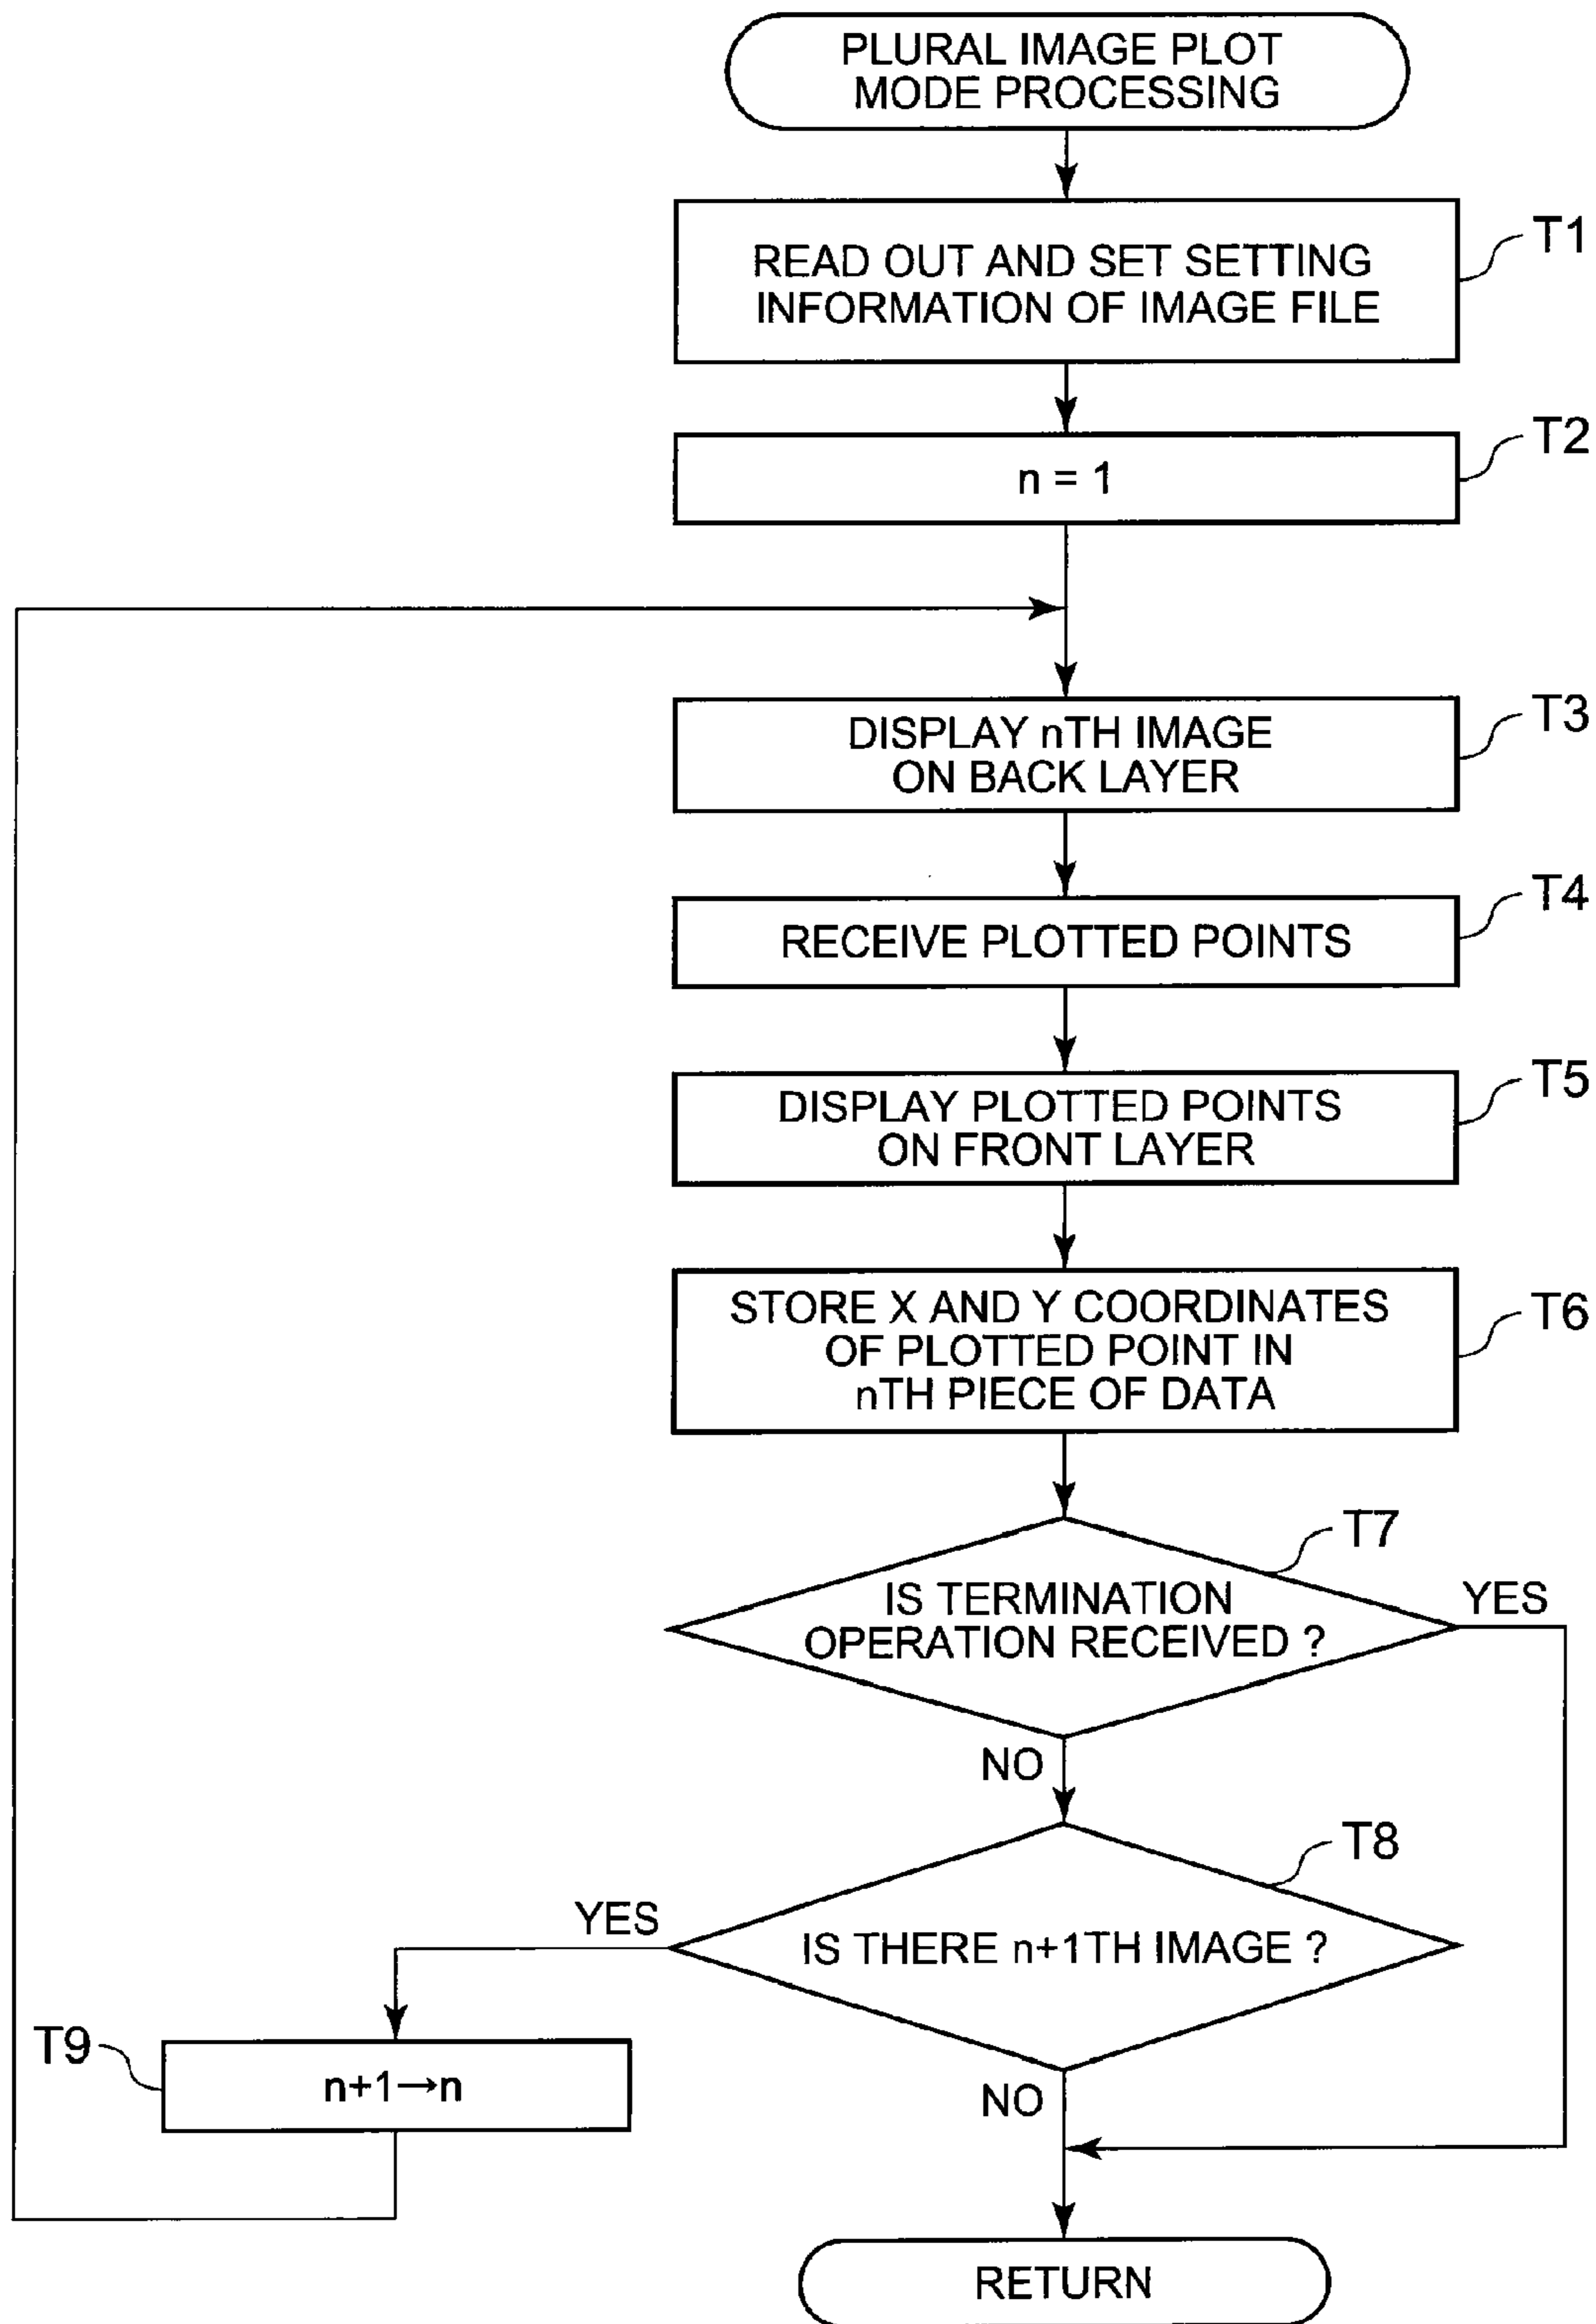 PLURAL IMAGE PLOT
MODE PROCESSING
READ OUT AND SET SETTING
INFORMATION OF IMAGE FILE
T1
n = 1
T2
DISPLAY nTH IMAGE
ON BACK LAYER
T3
RECEIVE PLOTTED POINTS
T4
DISPLAY PLOTTED POINTS
ON FRONT LAYER
T5
STORE X AND Y COORDINATES
OF PLOTTED POINT IN
nTH PIECE OF DATA
T6
IS TERMINATION
OPERATION RECEIVED ?
T7
YES
NO
IS THERE n+1TH IMAGE ?
T8
YES
T9
n+1→n
NO
RETURN